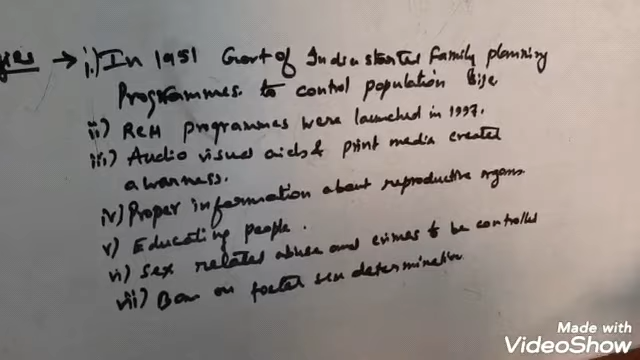 → i.) In 1951 Govt of India started family planning
Programmes to control population size
ii) RCH programmes were launched in 1997.
iii) Audio visual aids & print media created
awarness.
iv) Proper information about reproductive organs
v) Educating people.
vi) Sex related abuse and crimes to be controlled
vii) Ban on foeter sex determination
Made with
VideoShow